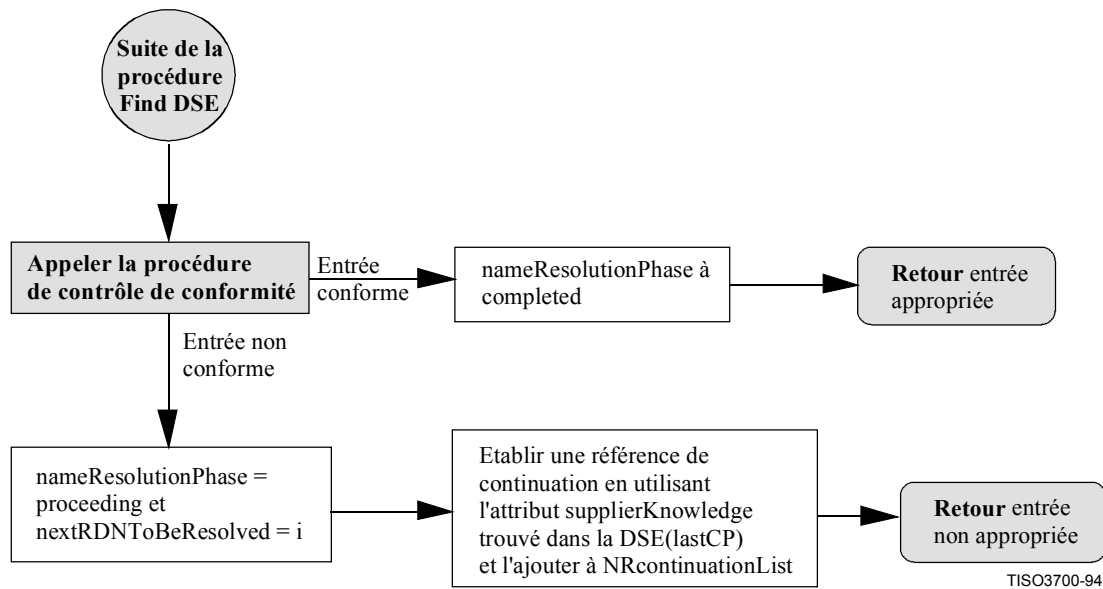 Suite de la
procédure
Find DSE
Appeler la procédure
de contrôle de conformité
Entrée
conforme
nameResolutionPhase à
completed
Retour entrée
appropriée
Entrée non
conforme
nameResolutionPhase =
proceeding et
nextRDNToBeResolved = i
Etablir une référence de
continuation en utilisant
l'attribut supplierKnowledge
trouvé dans la DSE(lastCP)
et l'ajouter à NRcontinuationList
Retour entrée
non appropriée
TISO3700-94